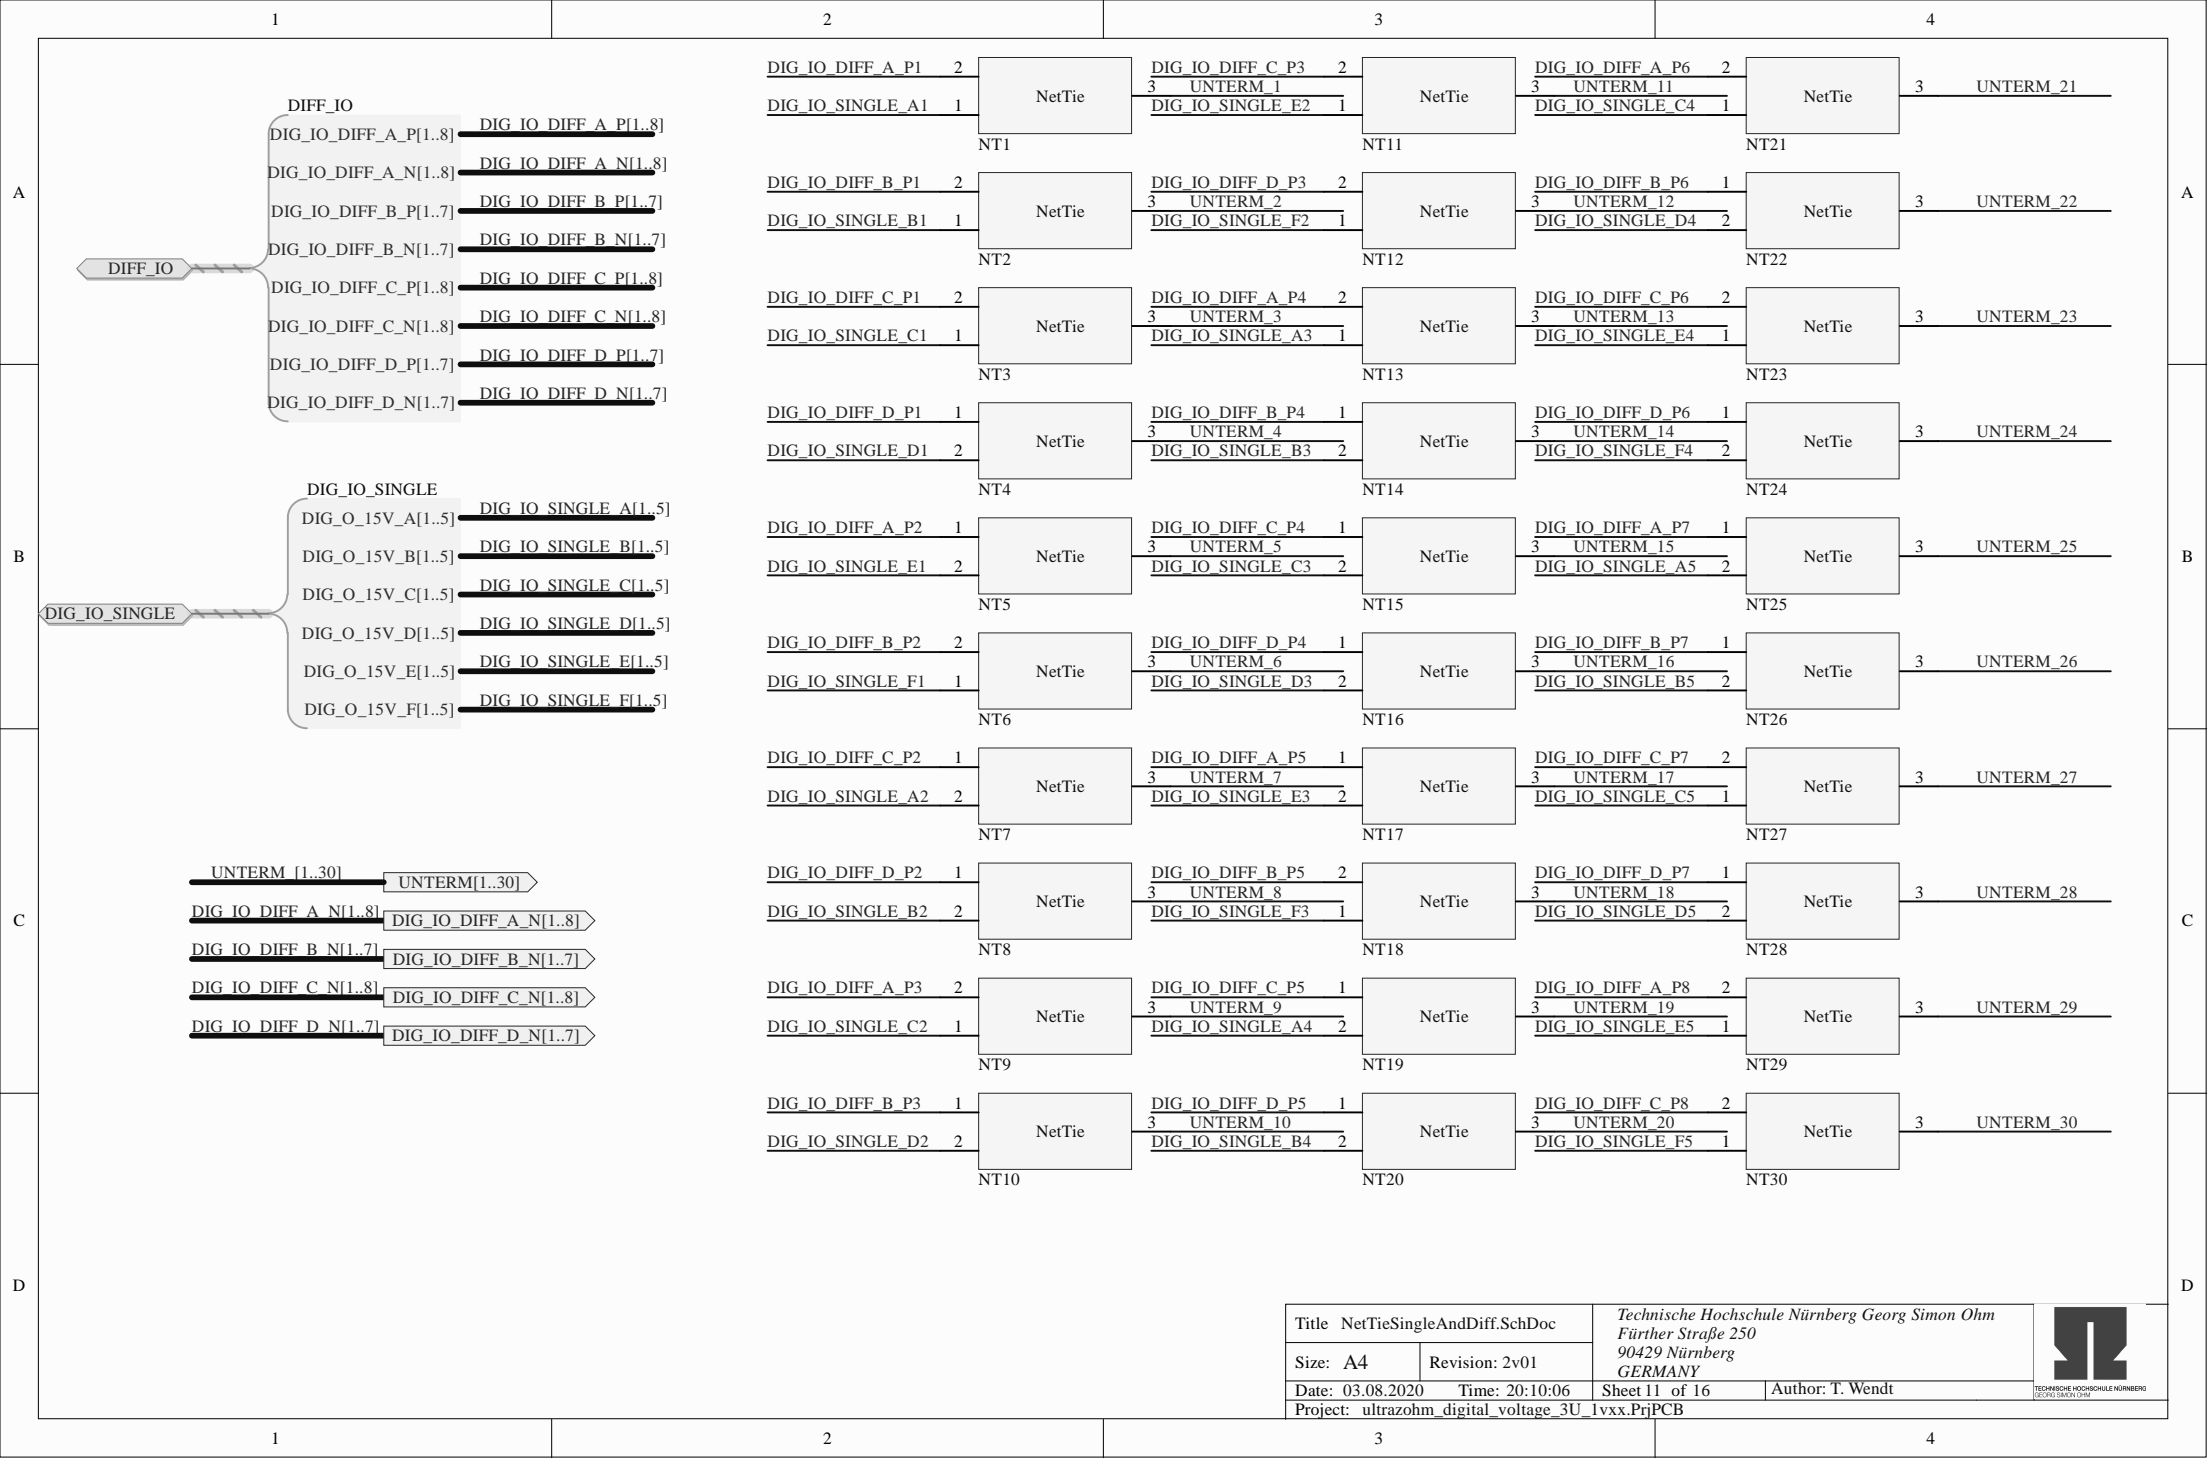 1 2 3 4
A
B
C
D
DIFF_IO
DIFF_IO
DIG_IO_DIFF_A_P[1..8] DIG_IO_DIFF_A_P[1..8]
DIG_IO_DIFF_A_N[1..8] DIG_IO_DIFF_A_N[1..8]
DIG_IO_DIFF_B_P[1..7] DIG_IO_DIFF_B_P[1..7]
DIG_IO_DIFF_B_N[1..7] DIG_IO_DIFF_B_N[1..7]
DIG_IO_DIFF_C_P[1..8] DIG_IO_DIFF_C_P[1..8]
DIG_IO_DIFF_C_N[1..8] DIG_IO_DIFF_C_N[1..8]
DIG_IO_DIFF_D_P[1..7] DIG_IO_DIFF_D_P[1..7]
DIG_IO_DIFF_D_N[1..7] DIG_IO_DIFF_D_N[1..7]
DIG_IO_SINGLE
DIG_IO_SINGLE
DIG_O_15V_A[1..5] DIG_IO_SINGLE_A[1..5]
DIG_O_15V_B[1..5] DIG_IO_SINGLE_B[1..5]
DIG_O_15V_C[1..5] DIG_IO_SINGLE_C[1..5]
DIG_O_15V_D[1..5] DIG_IO_SINGLE_D[1..5]
DIG_O_15V_E[1..5] DIG_IO_SINGLE_E[1..5]
DIG_O_15V_F[1..5] DIG_IO_SINGLE_F[1..5]
UNTERM_[1..30] UNTERM[1..30]
DIG_IO_DIFF_A_N[1..8] DIG_IO_DIFF_A_N[1..8]
DIG_IO_DIFF_B_N[1..7] DIG_IO_DIFF_B_N[1..7]
DIG_IO_DIFF_C_N[1..8] DIG_IO_DIFF_C_N[1..8]
DIG_IO_DIFF_D_N[1..7] DIG_IO_DIFF_D_N[1..7]
DIG_IO_DIFF_A_P1 2
NetTie 3 UNTERM_1
DIG_IO_SINGLE_A1 1
NT1
DIG_IO_DIFF_B_P1 2
NetTie 3 UNTERM_2
DIG_IO_SINGLE_B1 1
NT2
DIG_IO_DIFF_C_P1 2
NetTie 3 UNTERM_3
DIG_IO_SINGLE_C1 1
NT3
DIG_IO_DIFF_D_P1 1
NetTie 3 UNTERM_4
DIG_IO_SINGLE_D1 2
NT4
DIG_IO_DIFF_A_P2 1
NetTie 3 UNTERM_5
DIG_IO_SINGLE_E1 2
NT5
DIG_IO_DIFF_B_P2 2
NetTie 3 UNTERM_6
DIG_IO_SINGLE_F1 1
NT6
DIG_IO_DIFF_C_P2 1
NetTie 3 UNTERM_7
DIG_IO_SINGLE_A2 2
NT7
DIG_IO_DIFF_D_P2 1
NetTie 3 UNTERM_8
DIG_IO_SINGLE_B2 2
NT8
DIG_IO_DIFF_A_P3 2
NetTie 3 UNTERM_9
DIG_IO_SINGLE_C2 1
NT9
DIG_IO_DIFF_B_P3 1
NetTie 3 UNTERM_10
DIG_IO_SINGLE_D2 2
NT10
DIG_IO_DIFF_C_P3 2
NetTie 3 UNTERM_11
DIG_IO_SINGLE_E2 1
NT11
DIG_IO_DIFF_D_P3 2
NetTie 3 UNTERM_12
DIG_IO_SINGLE_F2 1
NT12
DIG_IO_DIFF_A_P4 2
NetTie 3 UNTERM_13
DIG_IO_SINGLE_A3 1
NT13
DIG_IO_DIFF_B_P4 1
NetTie 3 UNTERM_14
DIG_IO_SINGLE_B3 2
NT14
DIG_IO_DIFF_C_P4 1
NetTie 3 UNTERM_15
DIG_IO_SINGLE_C3 2
NT15
DIG_IO_DIFF_D_P4 1
NetTie 3 UNTERM_16
DIG_IO_SINGLE_D3 2
NT16
DIG_IO_DIFF_A_P5 1
NetTie 3 UNTERM_17
DIG_IO_SINGLE_E3 2
NT17
DIG_IO_DIFF_B_P5 2
NetTie 3 UNTERM_18
DIG_IO_SINGLE_F3 1
NT18
DIG_IO_DIFF_C_P5 1
NetTie 3 UNTERM_19
DIG_IO_SINGLE_A4 2
NT19
DIG_IO_DIFF_D_P5 1
NetTie 3 UNTERM_20
DIG_IO_SINGLE_B4 2
NT20
DIG_IO_DIFF_A_P6 2
NetTie 3 UNTERM_21
DIG_IO_SINGLE_C4 1
NT21
DIG_IO_DIFF_B_P6 1
NetTie 3 UNTERM_22
DIG_IO_SINGLE_D4 2
NT22
DIG_IO_DIFF_C_P6 2
NetTie 3 UNTERM_23
DIG_IO_SINGLE_E4 1
NT23
DIG_IO_DIFF_D_P6 1
NetTie 3 UNTERM_24
DIG_IO_SINGLE_F4 2
NT24
DIG_IO_DIFF_A_P7 1
NetTie 3 UNTERM_25
DIG_IO_SINGLE_A5 2
NT25
DIG_IO_DIFF_B_P7 1
NetTie 3 UNTERM_26
DIG_IO_SINGLE_B5 2
NT26
DIG_IO_DIFF_C_P7 2
NetTie 3 UNTERM_27
DIG_IO_SINGLE_C5 1
NT27
DIG_IO_DIFF_D_P7 1
NetTie 3 UNTERM_28
DIG_IO_SINGLE_D5 2
NT28
DIG_IO_DIFF_A_P8 2
NetTie 3 UNTERM_29
DIG_IO_SINGLE_E5 1
NT29
DIG_IO_DIFF_C_P8 2
NetTie 3 UNTERM_30
DIG_IO_SINGLE_F5 1
NT30
A
B
C
D
Title NetTieSingleAndDiff.SchDoc
Size: A4 Revision: 2v01
Date: 03.08.2020 Time: 20:10:06 Sheet 11 of 16 Author: T. Wendt
Project: ultrazohm_digital_voltage_3U_1vxx.PrjPCB
Technische Hochschule Nürnberg Georg Simon Ohm
Fürther Straße 250
90429 Nürnberg
GERMANY
TECHNISCHE HOCHSCHULE NÜRNBERG
GEORG SIMON OHM
1 2 3 4